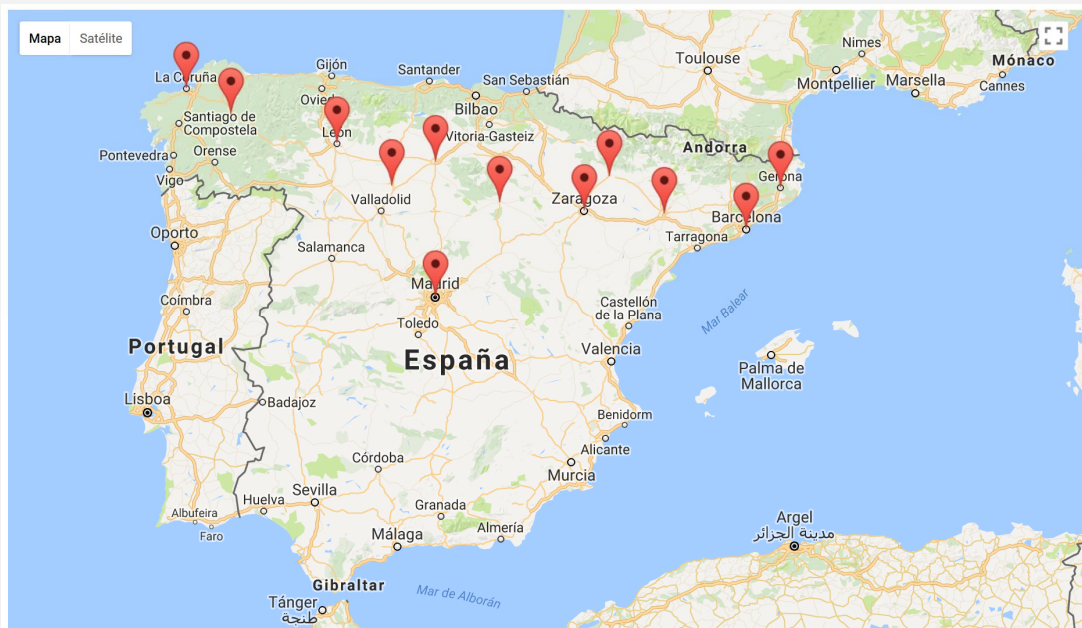 Mapa
Satélite
Nimes
Mónaco
Toulouse
Montpellier
Marsella
Cannes
La Coruña
Gijón
Santander
San Sebastián
Oviedo
Bilbao
Santiago de
Compostela
León
Vitoria-Gasteiz
Andorra
Pontevedra
Orense
Vigo
Gerona
Valladolid
Zaragoza
Barcelona
Oporto
Salamanca
Tarragona
Madrid
Coímbra
Castellón
de la Plana
Mar Balear
Toledo
Portugal
España
Valencia
Palma de
Mallorca
Lisboa
Badajoz
Benidorm
Alicante
Córdoba
Murcia
Sevilla
Huelva
Granada
Albufeira
Faro
Almería
Málaga
Argel
مدينة الجزائر
Gibraltar
Mar de Alborán
Tánger
طنجة